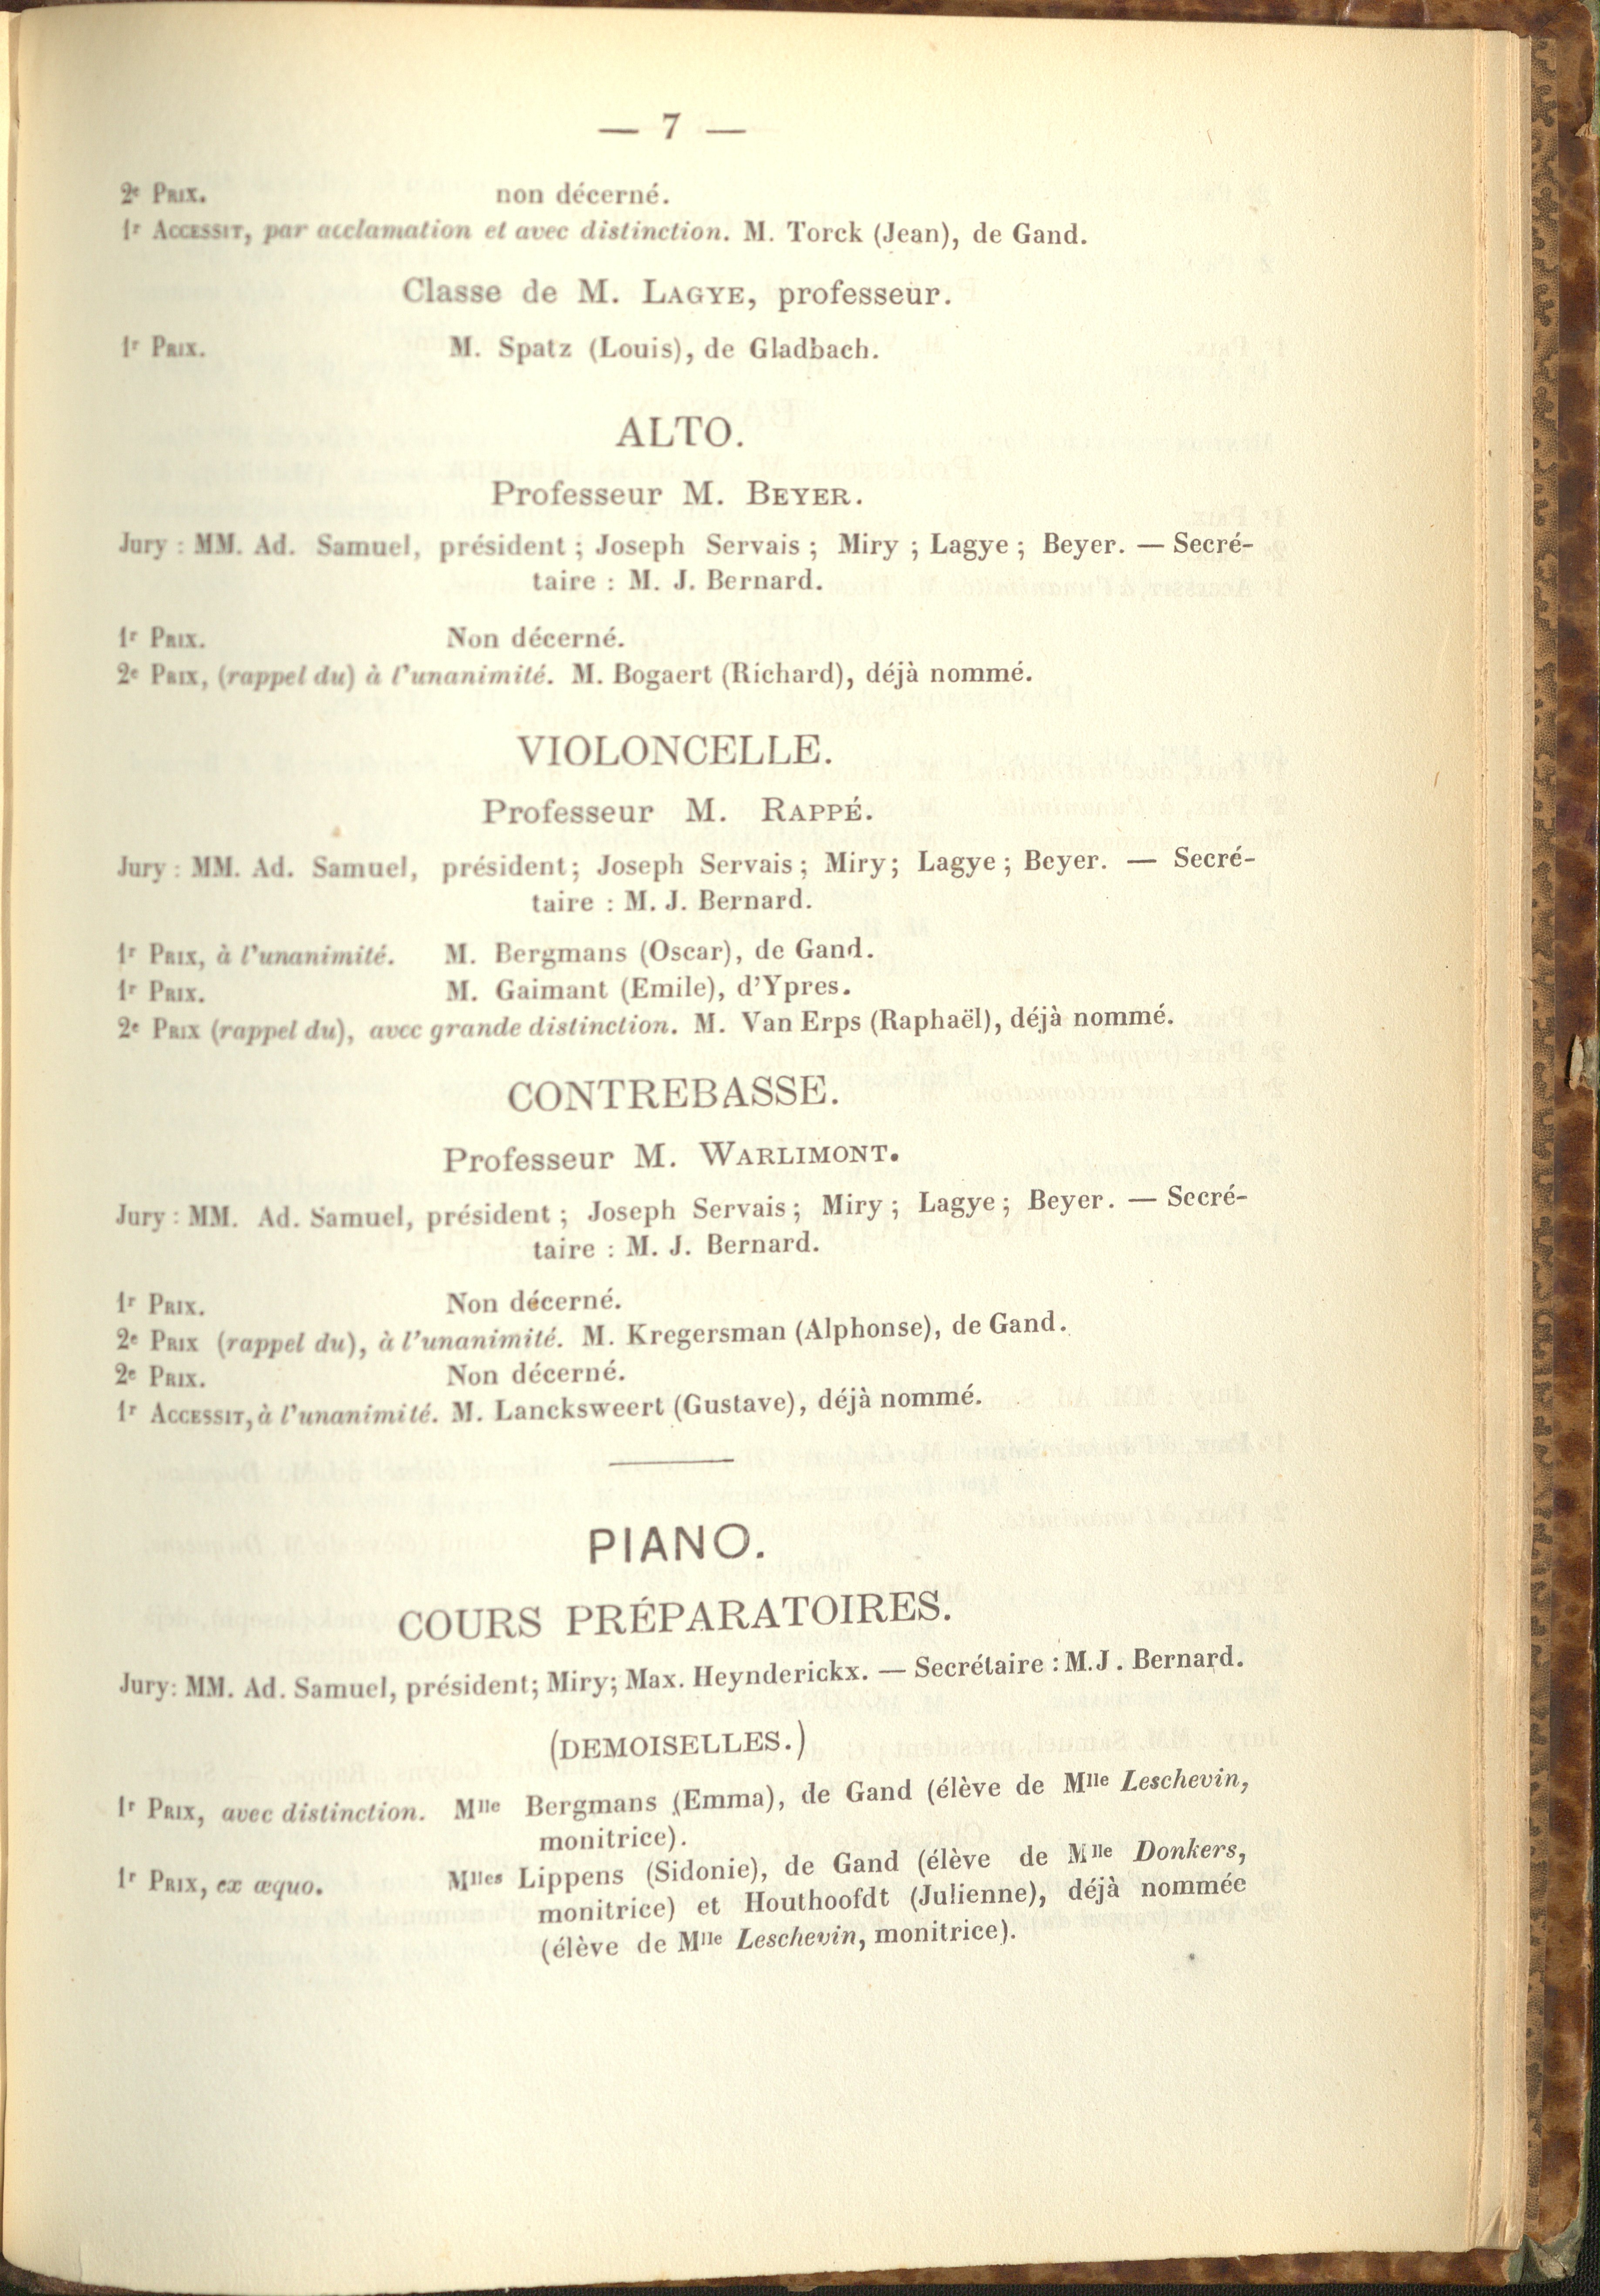 — 7 —
2e Prix. non décerné.
1r Accessit, par acclamation et avec distinction. M. Torck (Jean), de Gand.
Classe de M. Lagye, professeur.
1r Prix. M. Spatz (Louis), de Gladbach.
ALTO.
Professeur M. Beyer.
Jury : MM. Ad. Samuel, président ; Joseph Servais ; Miry ; Lagye ; Beyer. — Secré-
taire : M. J. Bernard.
1r Prix. Non décerné.
2e Prix, (rappel du) à l'unanimité. M. Bogaert (Richard), déjà nommé.
VIOLONCELLE.
Professeur M. Rappé.
Jury : MM. Ad. Samuel, président ; Joseph Servais ; Miry ; Lagye ; Beyer. — Secré-
taire : M. J. Bernard.
1r Prix, à l'unanimité. M. Bergmans (Oscar), de Gand.
1r Prix. M. Gaimant (Emile), d'Ypres.
2e Prix (rappel du), avec grande distinction. M. Van Erps (Raphaël), déjà nommé.
CONTREBASSE.
Professeur M. Warlimont.
Jury : MM. Ad. Samuel, président ; Joseph Servais ; Miry ; Lagye ; Beyer. — Secré-
taire : M. J. Bernard.
1r Prix. Non décerné.
2e Prix (rappel du), à l'unanimité. M. Kregersman (Alphonse), de Gand.
2e Prix. Non décerné.
1r Accessit, à l'unanimité. M. Lancksweert (Gustave), déjà nommé.
PIANO.
COURS PRÉPARATOIRES.
Jury: MM. Ad. Samuel, président; Miry; Max. Heynderickx. — Secrétaire : M. J. Bernard.
(DEMOISELLES.)
1r Prix, avec distinction. Mlle Bergmans (Emma), de Gand (élève de Mlle Leschevin,
monitrice).
1r Prix, ex æquo. Mlles Lippens (Sidonie), de Gand (élève de Mlle Donkers,
monitrice) et Houthoofdt (Julienne), déjà nommée
(élève de Mlle Leschevin, monitrice).